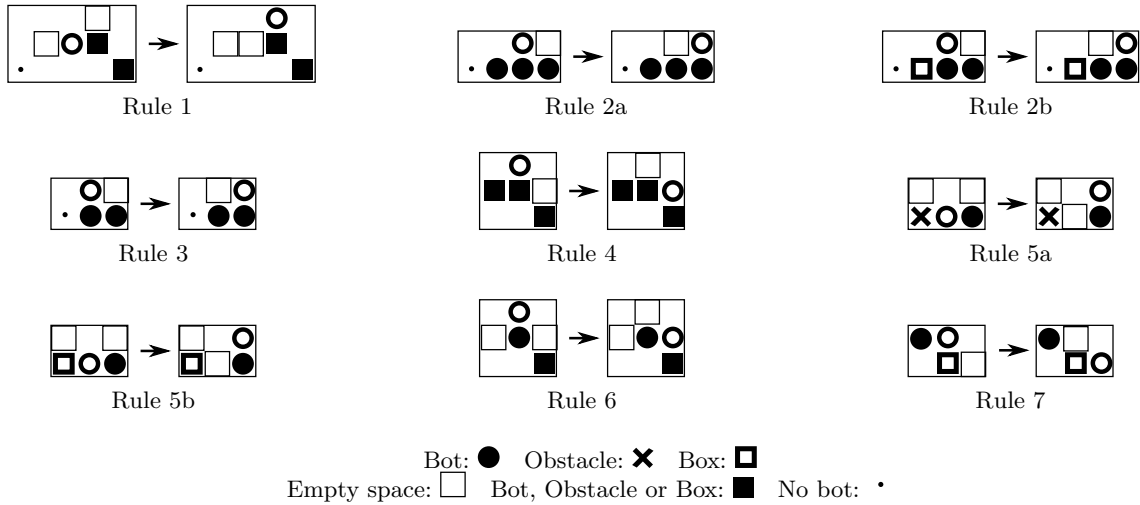 Rule 1
Rule 2a
Rule 2b
Rule 3
Rule 4
Rule 5a
Rule 5b
Rule 6
Rule 7
Bot: Obstacle: Box:
Empty space: Bot, Obstacle or Box: No bot: